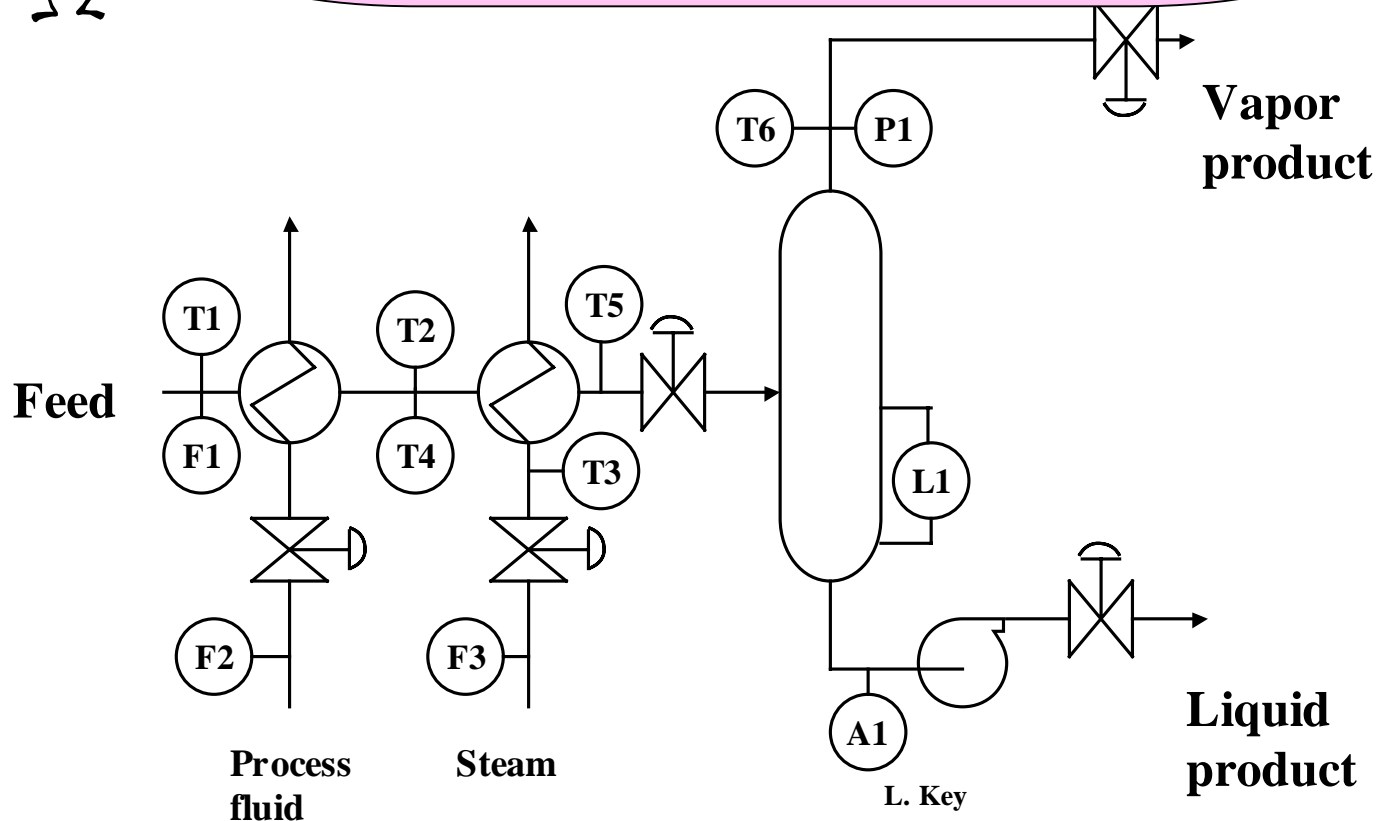 T6
P1
Vapor
product
T1
T2
T5
Feed
F1
T4
T3
L1
F2
F3
A1
Process
fluid
Steam
L. Key
Liquid
product